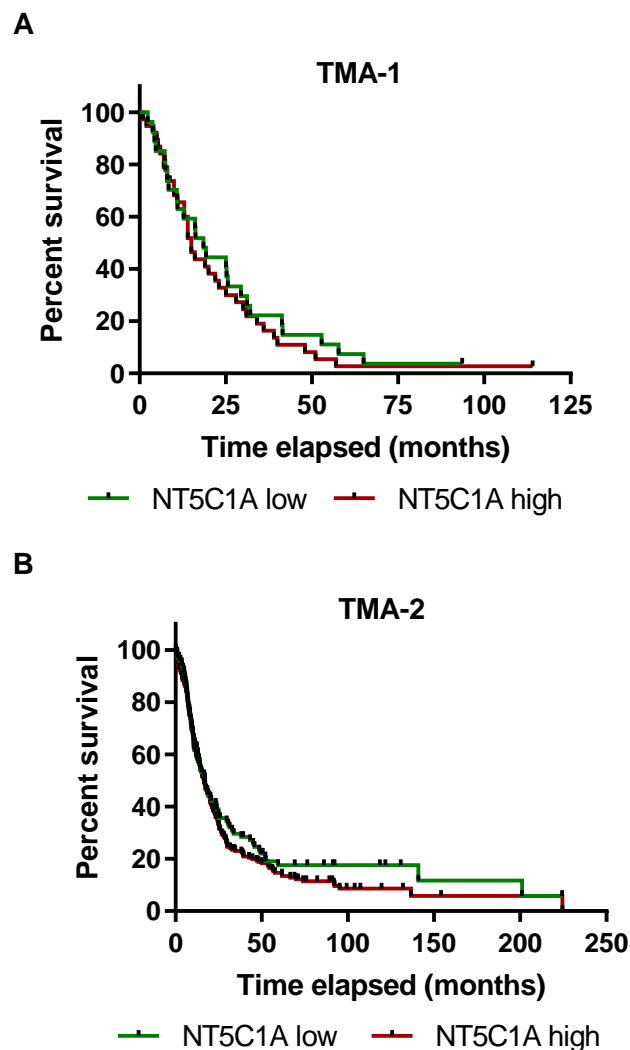 A
TMA-1
Percent survival
100
80
60
40
20
0
0 25 50 75 100 125
Time elapsed (months)
NT5C1A low NT5C1A high
B
TMA-2
Percent survival
100
80
60
40
20
0
0 50 100 150 200 250
Time elapsed (months)
NT5C1A low NT5C1A high